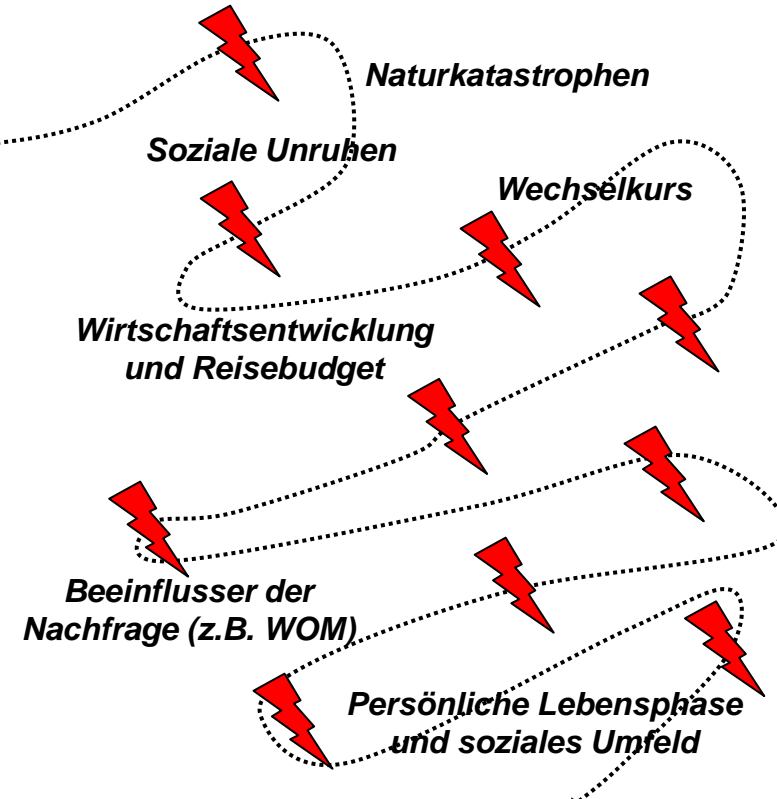 Naturkatastrophen
Soziale Unruhen
Wechselkurs
Wirtschaftsentwicklung
und Reisebudget
Beeinflusser der
Nachfrage (z.B. WOM)
Persönliche Lebensphase
und soziales Umfeld